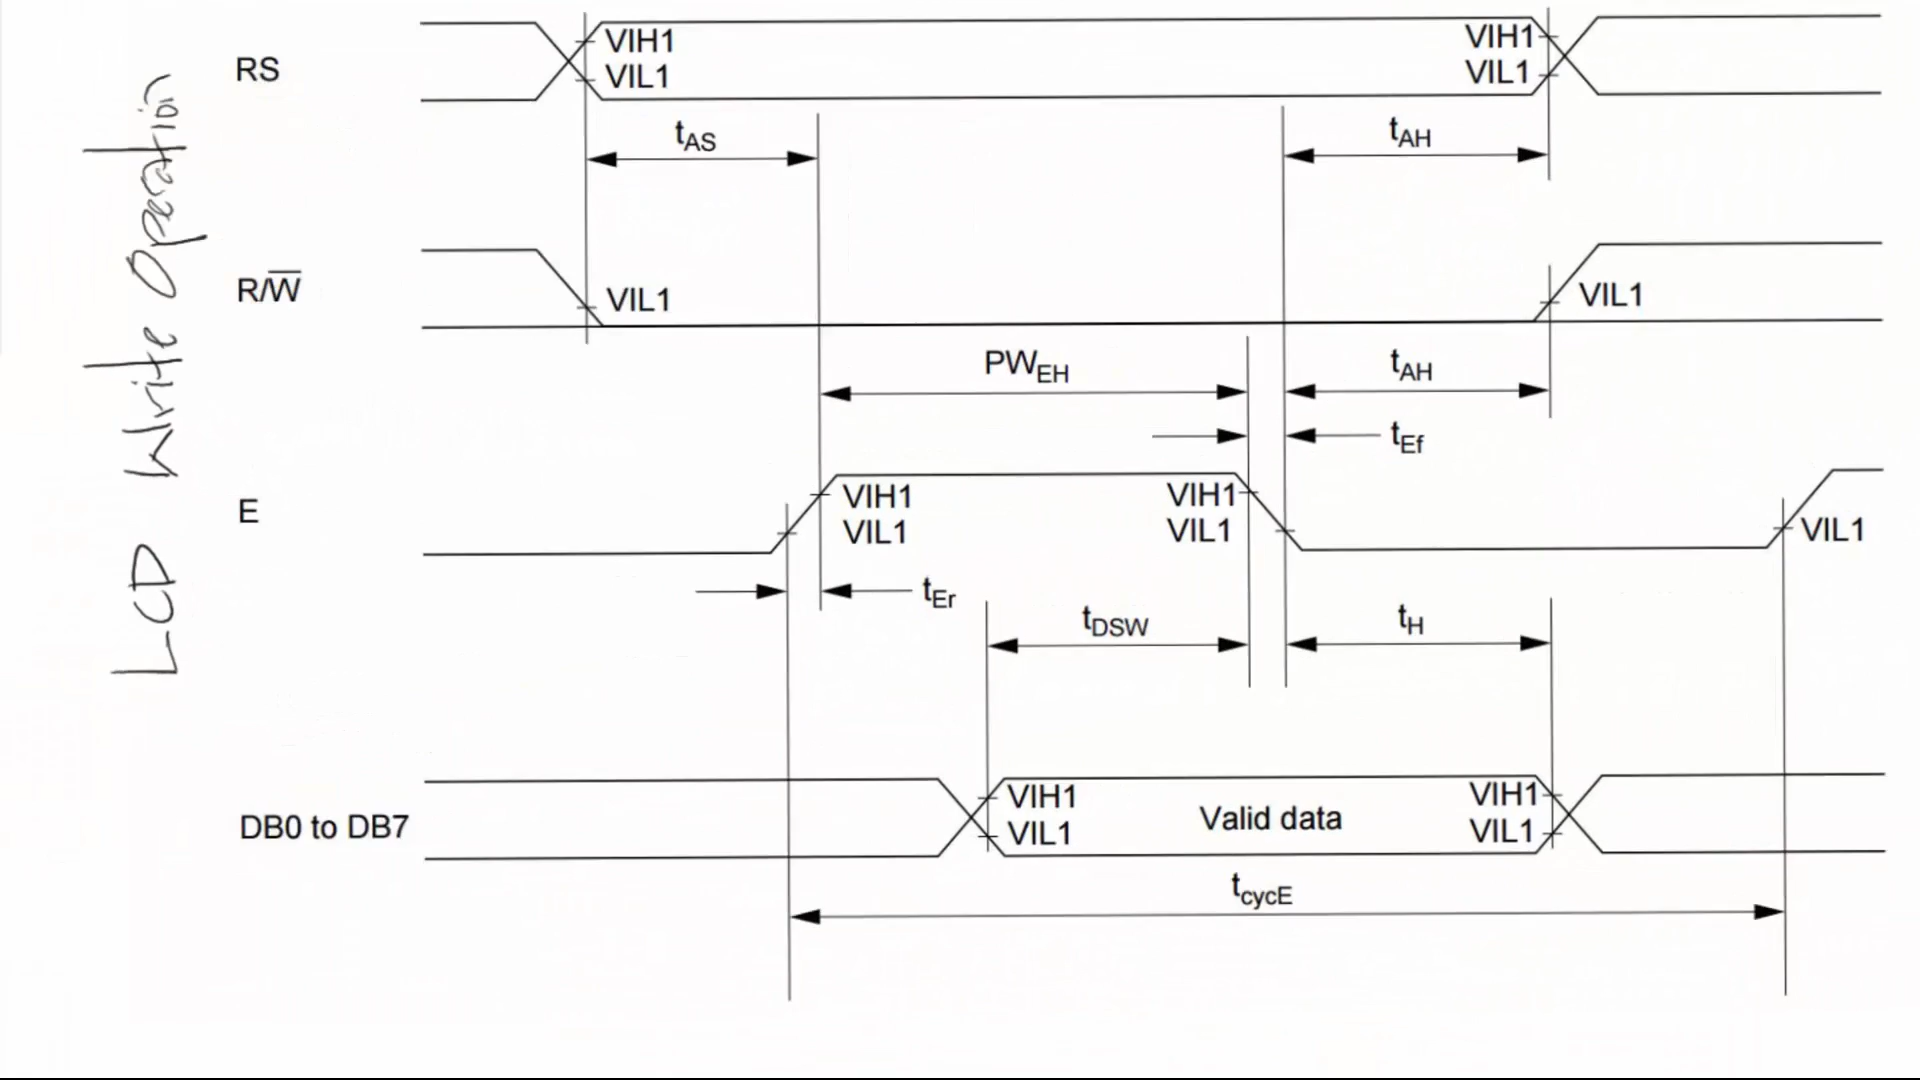 LCD Write Operation
RS
VIH1
VIL1
VIH1
VIL1
tAS
tAH
R/W̅
VIL1
VIL1
PWEH
tAH
tEf
E
VIH1
VIL1
VIH1
VIL1
VIL1
tEr
tDSW
tH
DB0 to DB7
VIH1
VIL1
Valid data
VIH1
VIL1
tcycE